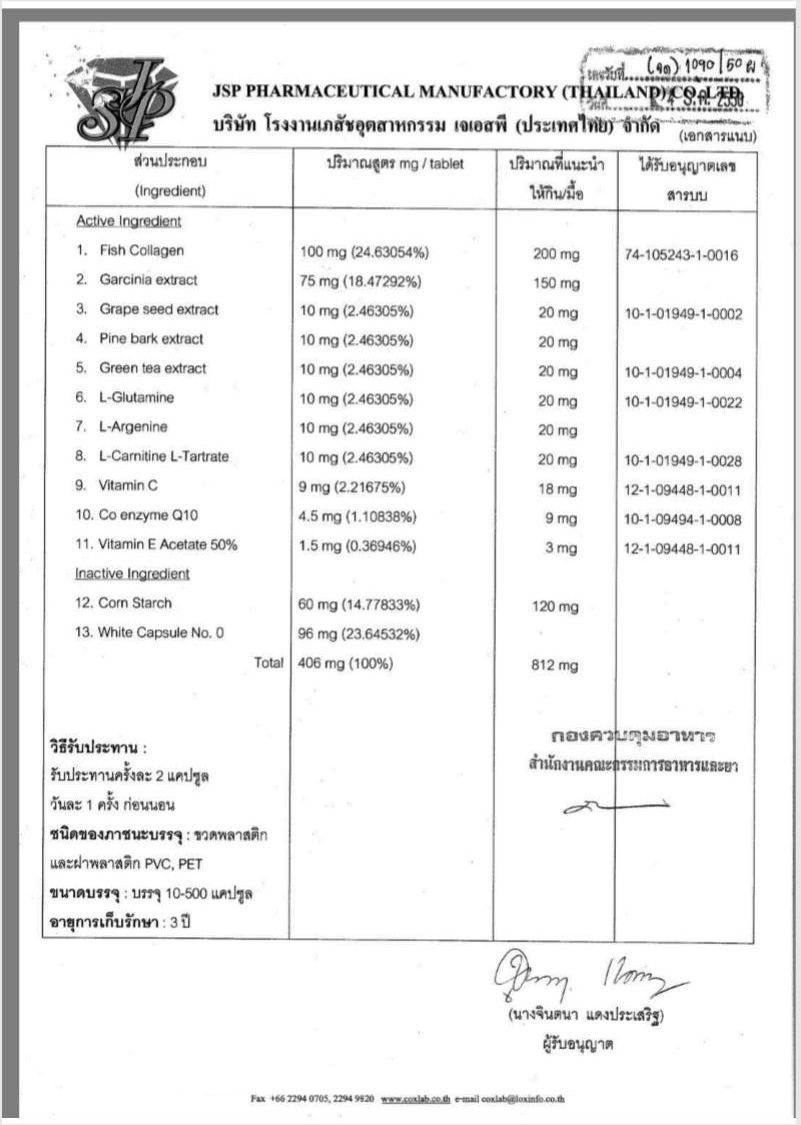 JSP
เลขรับที่ (งด) 1090/50 ผ
วันที่
JSP PHARMACEUTICAL MANUFACTORY (THAILAND) CO.,LTD.
บริษัท โรงงานเภสัชอุตสาหกรรม เจเอสพี (ประเทศไทย) จำกัด
(เอกสารแนบ)
ส่วนประกอบ (Ingredient) ปริมาณสูตร mg / tablet ปริมาณที่แนะนำให้กิน/มื้อ ได้รับอนุญาตเลขสารบบ
Active Ingredient
1. Fish Collagen 100 mg (24.63054%) 200 mg 74-105243-1-0016
2. Garcinia extract 75 mg (18.47292%) 150 mg
3. Grape seed extract 10 mg (2.46305%) 20 mg 10-1-01949-1-0002
4. Pine bark extract 10 mg (2.46305%) 20 mg
5. Green tea extract 10 mg (2.46305%) 20 mg 10-1-01949-1-0004
6. L-Glutamine 10 mg (2.46305%) 20 mg 10-1-01949-1-0022
7. L-Argenine 10 mg (2.46305%) 20 mg
8. L-Carnitine L-Tartrate 10 mg (2.46305%) 20 mg 10-1-01949-1-0028
9. Vitamin C 9 mg (2.21675%) 18 mg 12-1-09448-1-0011
10. Co enzyme Q10 4.5 mg (1.10838%) 9 mg 10-1-09494-1-0008
11. Vitamin E Acetate 50% 1.5 mg (0.36946%) 3 mg 12-1-09448-1-0011
Inactive Ingredient
12. Corn Starch 60 mg (14.77833%) 120 mg
13. White Capsule No. 0 96 mg (23.64532%)
Total 406 mg (100%) 812 mg
กองควบคุมอาหาร
สำนักงานคณะกรรมการอาหารและยา
วิธีรับประทาน :
รับประทานครั้งละ 2 แคปซูล
วันละ 1 ครั้ง ก่อนนอน
ชนิดของภาชนะบรรจุ : ขวดพลาสติก
และฝาพลาสติก PVC, PET
ขนาดบรรจุ : บรรจุ 10-500 แคปซูล
อายุการเก็บรักษา : 3 ปี
(นางจินตนา แดงประเสริฐ)
ผู้รับอนุญาต
Fax +66 2294 0705, 2294 9820 www.coxlab.co.th e-mail coxlab@loxinfo.co.th